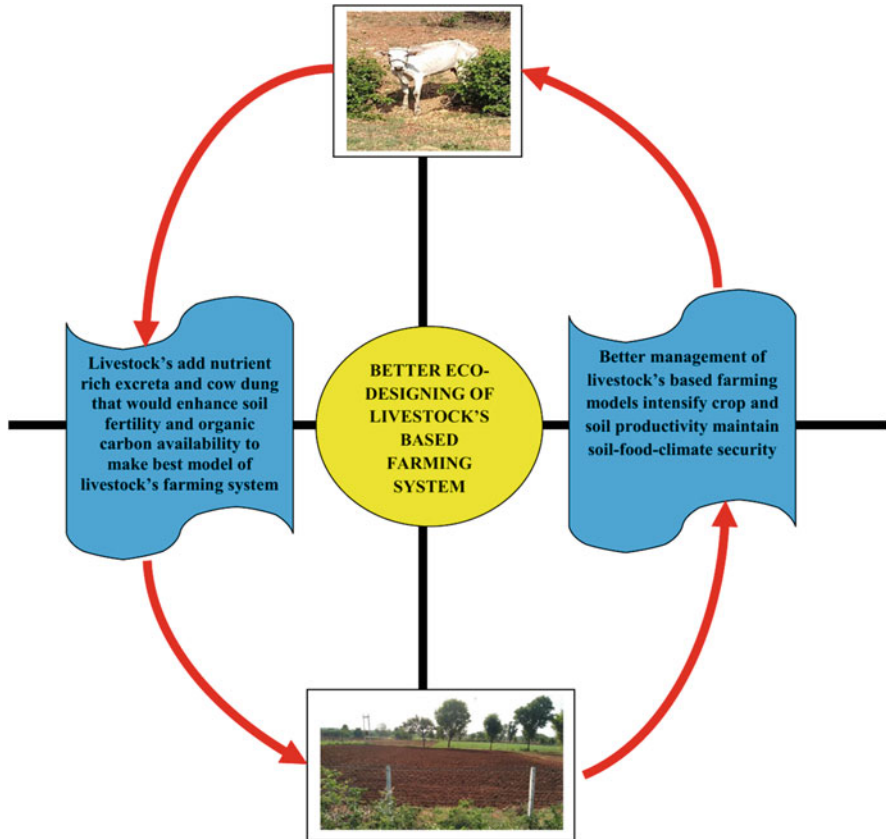 Livestock's add nutrient
rich excreta and cow dung
that would enhance soil
fertility and organic
carbon availability to
make best model of
livestock's farming system
BETTER ECO-
DESIGNING OF
LIVESTOCK'S
BASED
FARMING
SYSTEM
Better management of
livestock's based farming
models intensify crop and
soil productivity maintain
soil-food-climate security